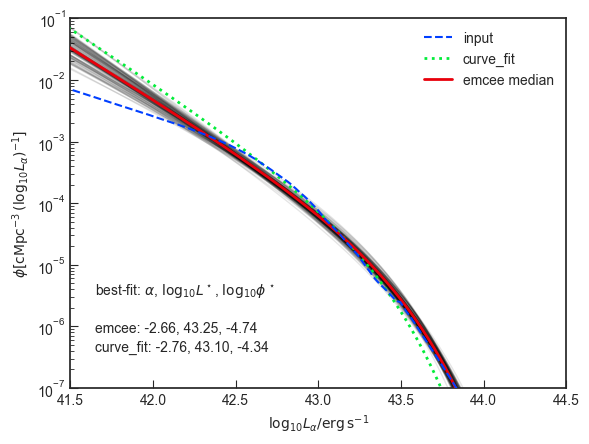 10⁻¹
10⁻²
10⁻³
10⁻⁴
10⁻⁵
10⁻⁶
10⁻⁷
ϕ[cMpc⁻³ (log₁₀Lα)⁻¹]
input
curve_fit
emcee median
best-fit: α, log₁₀L*, log₁₀ϕ*
emcee: -2.66, 43.25, -4.74
curve_fit: -2.76, 43.10, -4.34
41.5 42.0 42.5 43.0 43.5 44.0 44.5
log₁₀Lα/erg s⁻¹